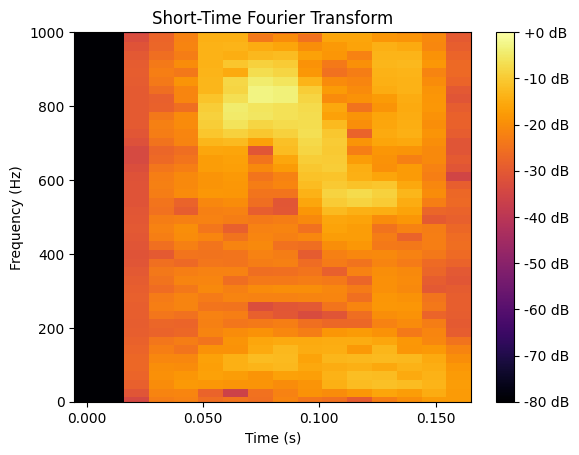 Short-Time Fourier Transform
1000
800
600
400
200
0
Frequency (Hz)
0.000
0.050
0.100
0.150
Time (s)
+0 dB
-10 dB
-20 dB
-30 dB
-40 dB
-50 dB
-60 dB
-70 dB
-80 dB